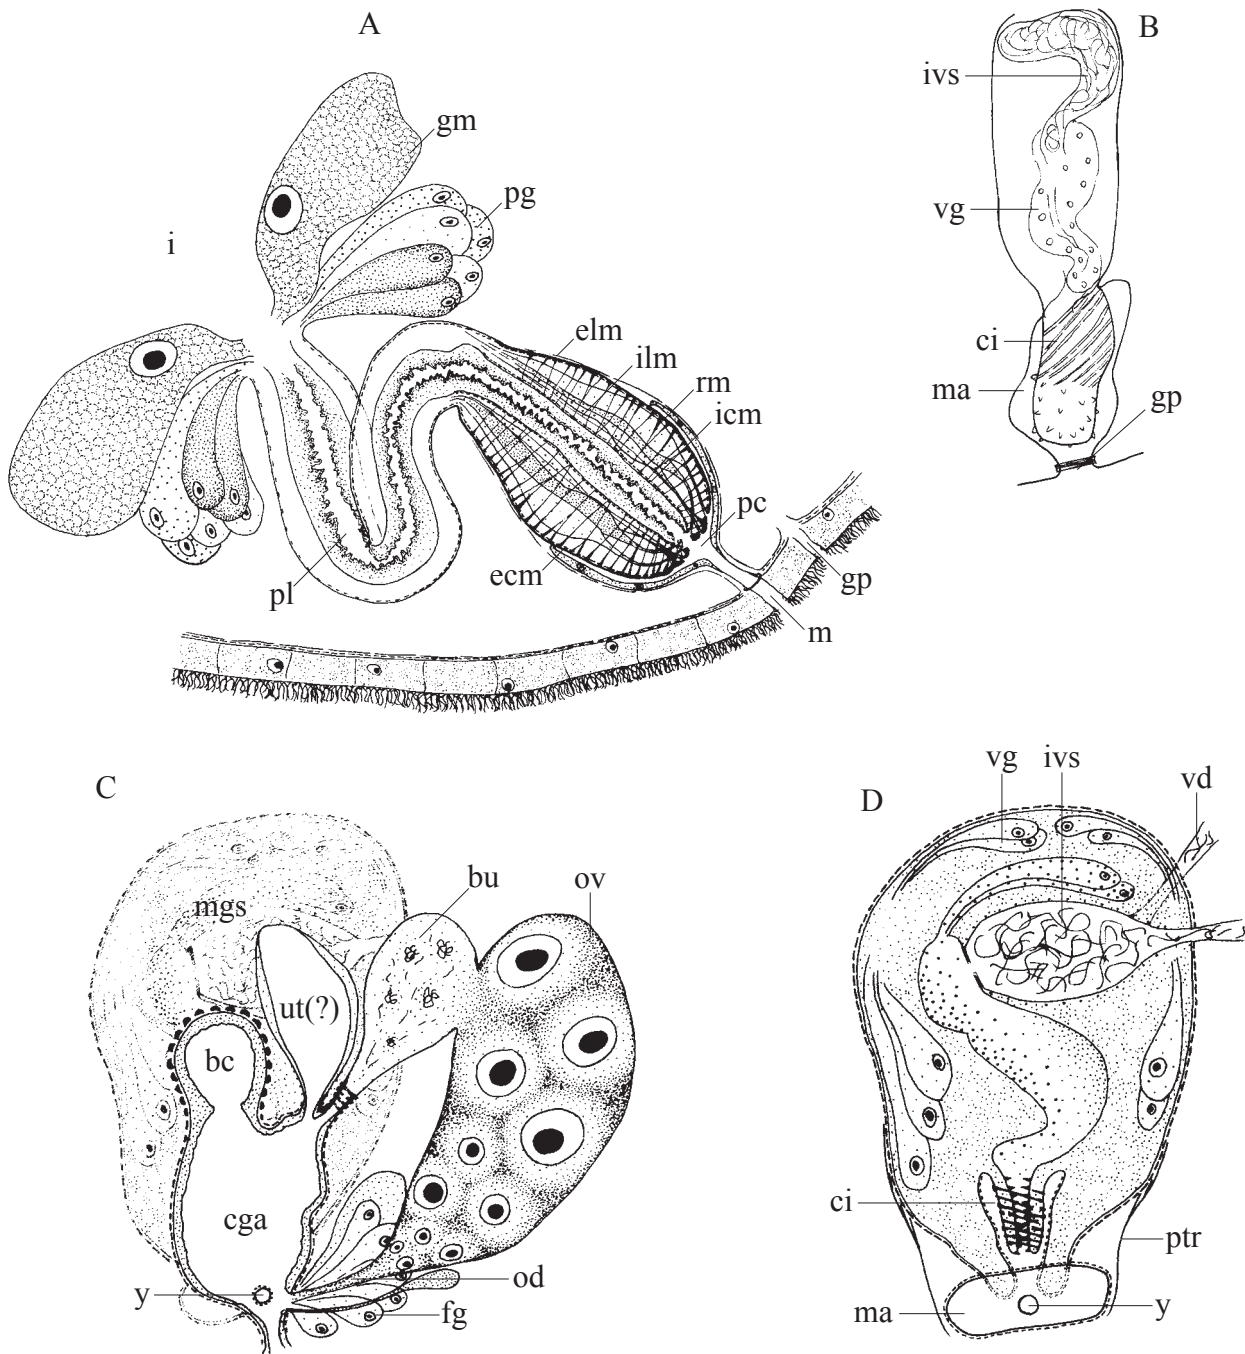 A
gm
pg
i
elm
ilm
rm
icm
pc
gp
m
ecm
pl
B
ivs
vg
ci
ma
gp
C
mgs
bu
ov
ut(?)
bc
cga
y
od
fg
D
vg
ivs
vd
ci
ptr
ma
y